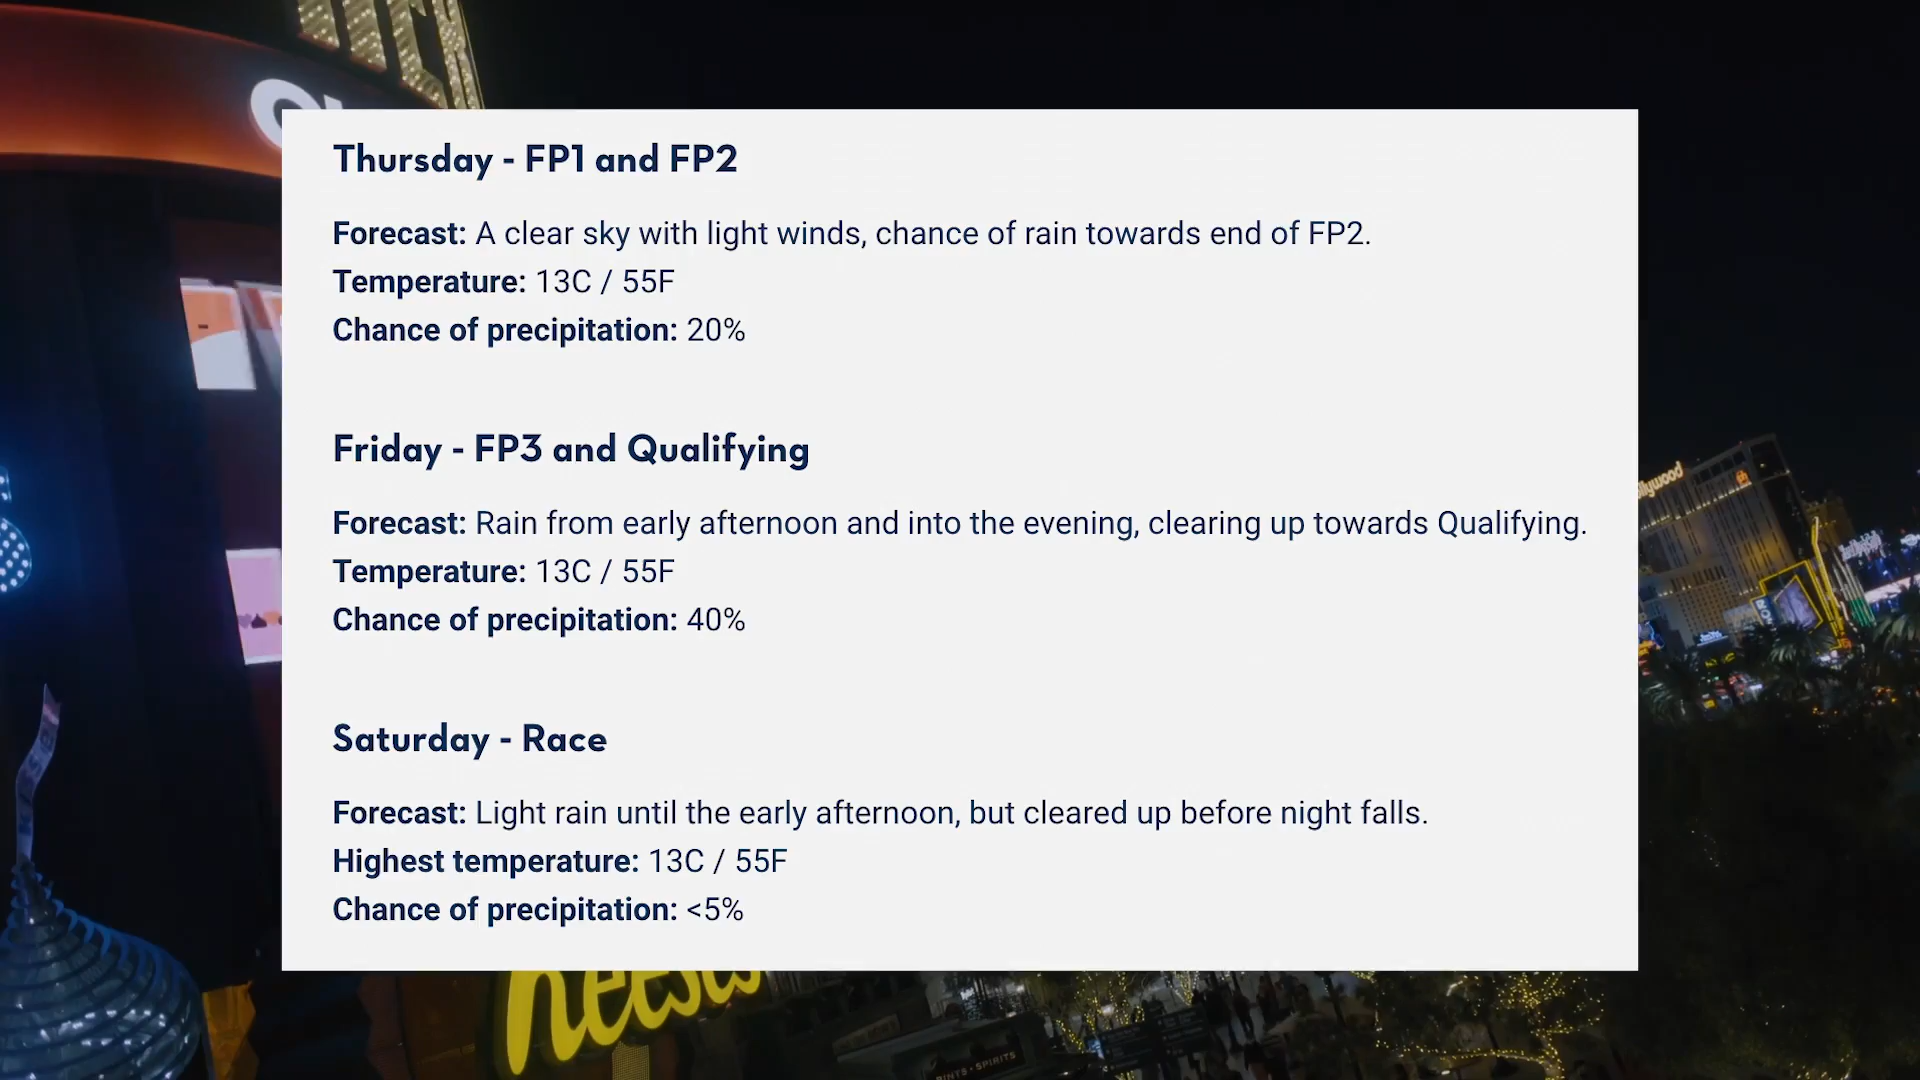 Thursday - FP1 and FP2
Forecast: A clear sky with light winds, chance of rain towards end of FP2.
Temperature: 13C / 55F
Chance of precipitation: 20%
Friday - FP3 and Qualifying
Forecast: Rain from early afternoon and into the evening, clearing up towards Qualifying.
Temperature: 13C / 55F
Chance of precipitation: 40%
Saturday - Race
Forecast: Light rain until the early afternoon, but cleared up before night falls.
Highest temperature: 13C / 55F
Chance of precipitation: <5%
SPIRITS